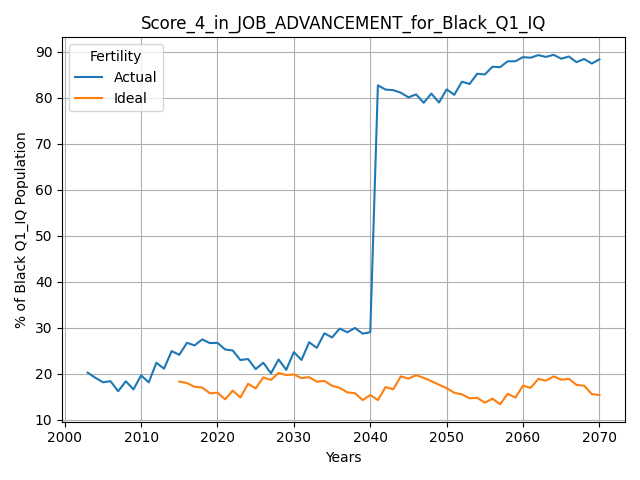 Score_4_in_JOB_ADVANCEMENT_for_Black_Q1_IQ
% of Black Q1_IQ Population
90
80
70
60
50
40
30
20
10
Fertility
Actual
Ideal
2000 2010 2020 2030 2040 2050 2060 2070
Years